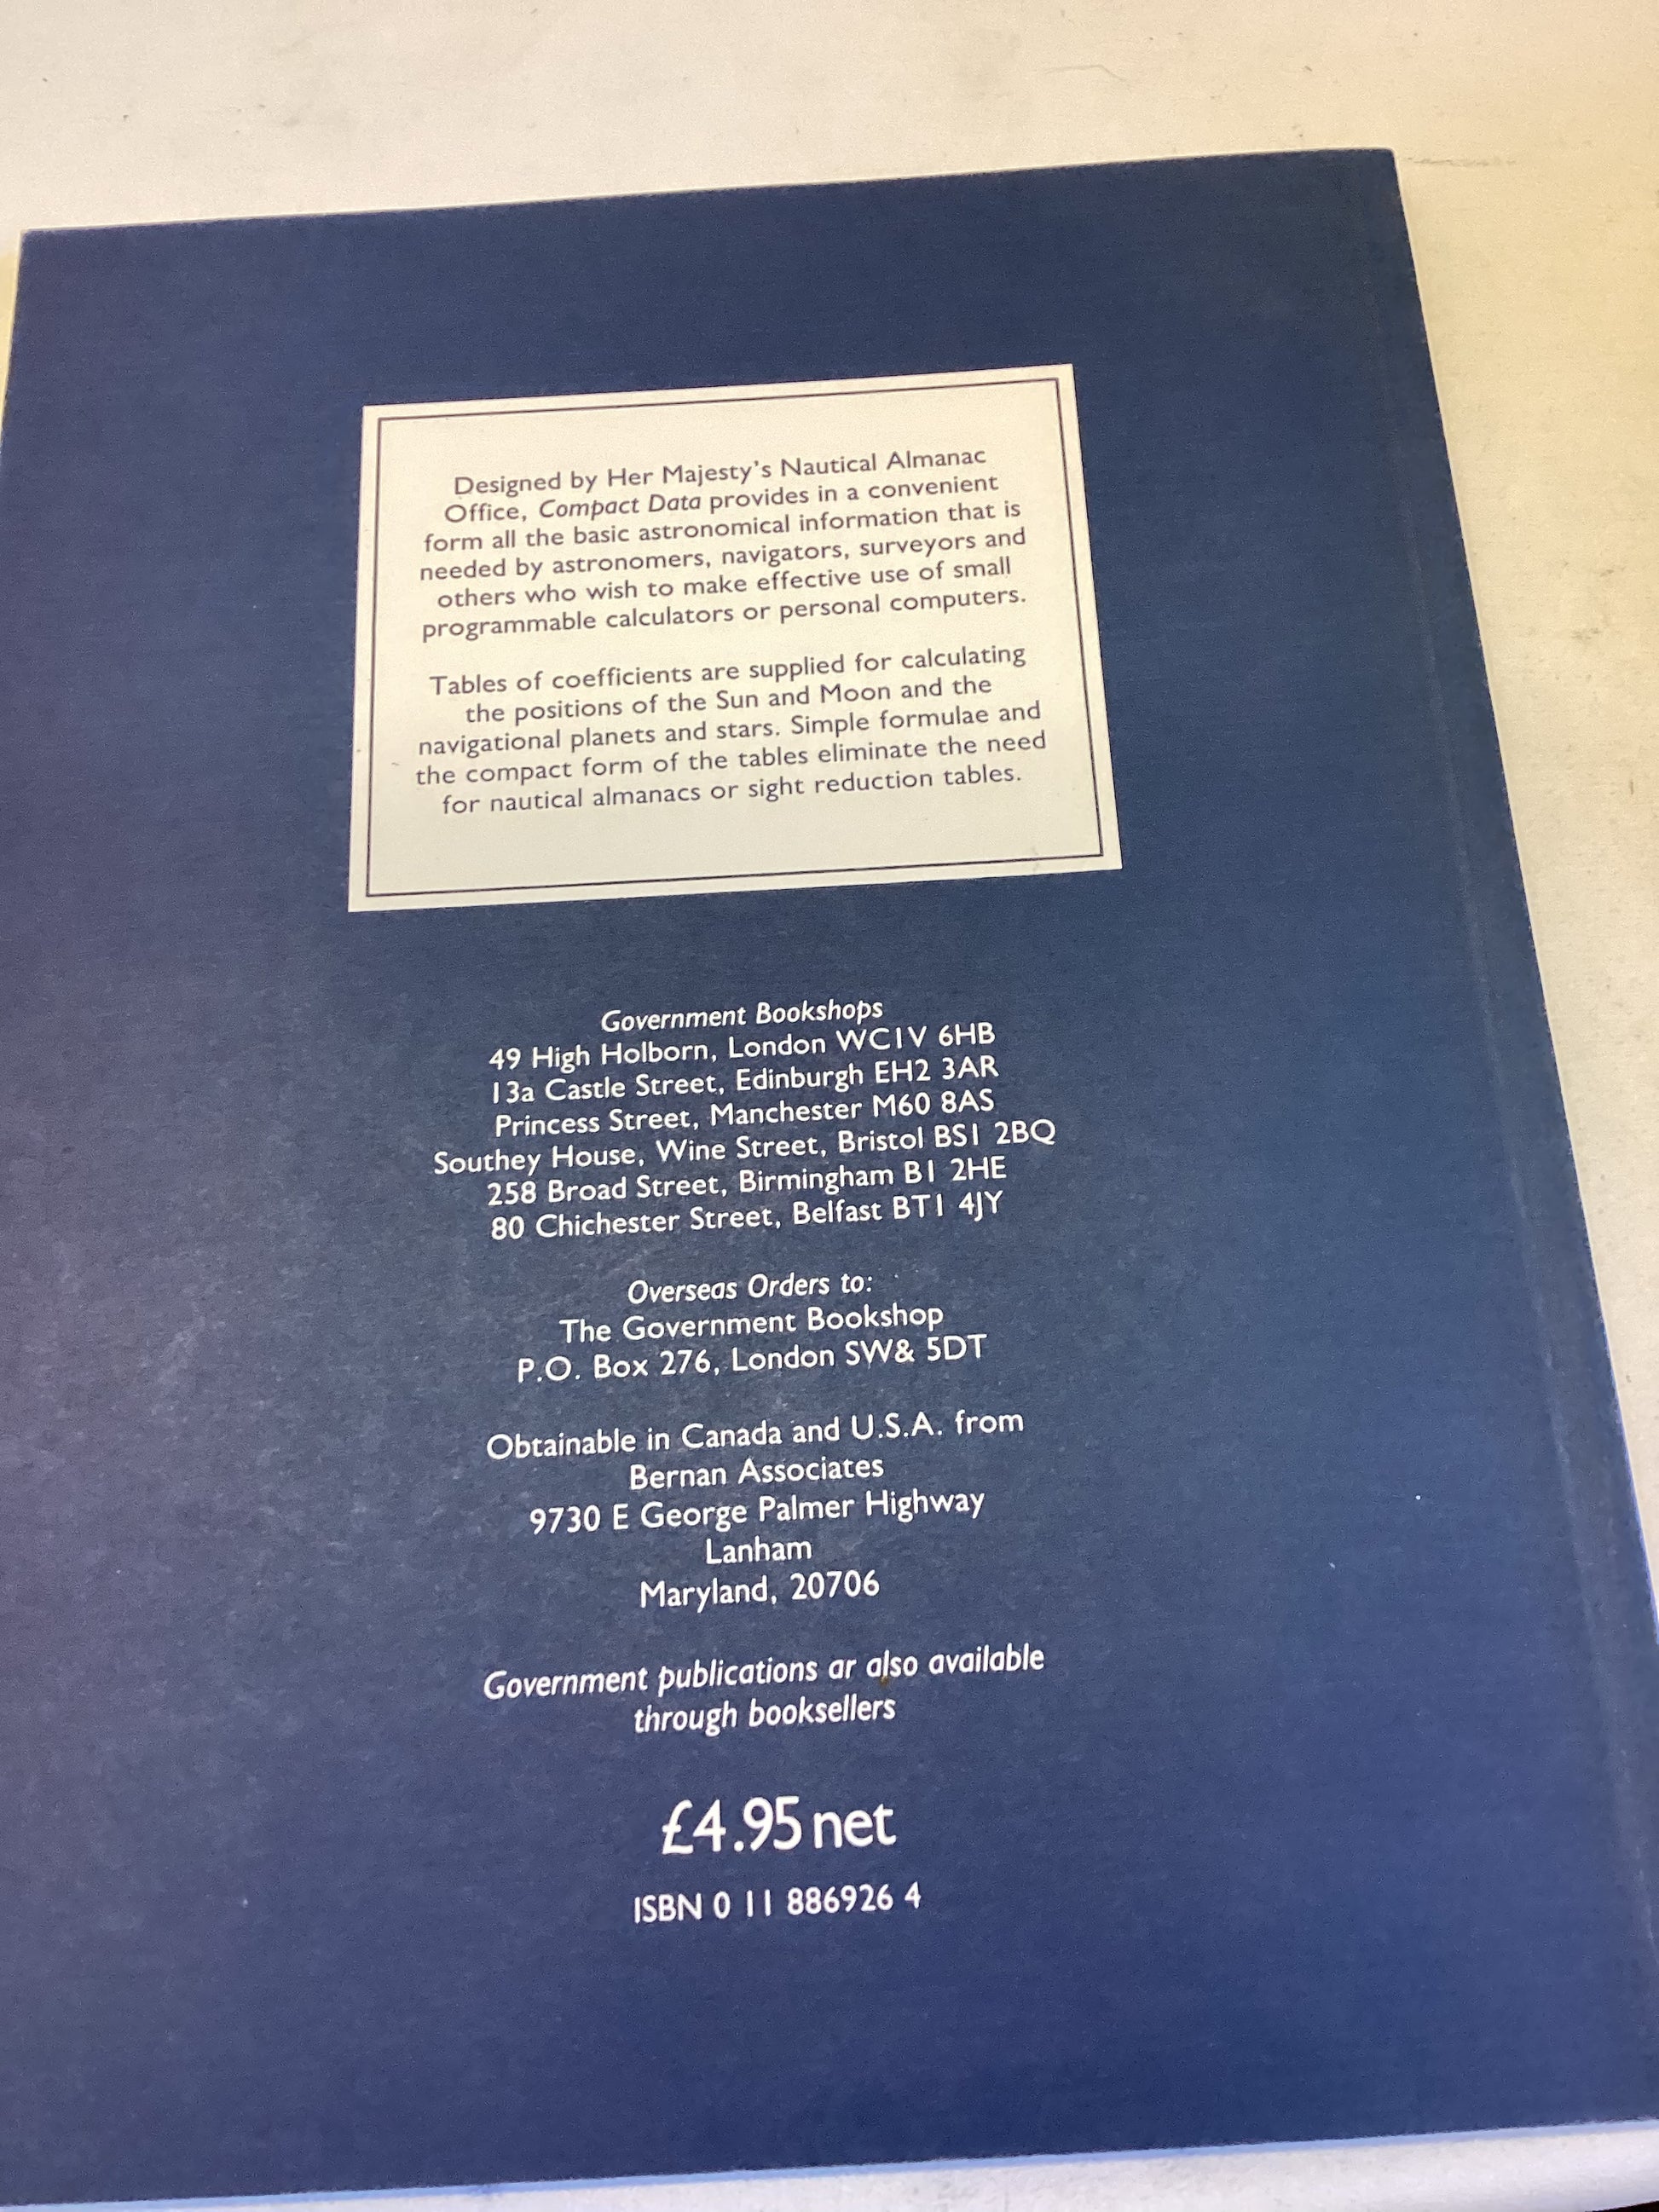 Designed by Her Majesty's Nautical Almanac
Office, Compact Data provides in a convenient
form all the basic astronomical information that is
needed by astronomers, navigators, surveyors and
others who wish to make effective use of small
programmable calculators or personal computers.
Tables of coefficients are supplied for calculating
the positions of the Sun and Moon and the
navigational planets and stars. Simple formulae and
the compact form of the tables eliminate the need
for nautical almanacs or sight reduction tables.
Government Bookshops
49 High Holborn, London WC1V 6HB
13a Castle Street, Edinburgh EH2 3AR
Princess Street, Manchester M60 8AS
Southey House, Wine Street, Bristol BS1 2BQ
258 Broad Street, Birmingham B1 2HE
80 Chichester Street, Belfast BT1 4JY
Overseas Orders to:
The Government Bookshop
P.O. Box 276, London SW& 5DT
Obtainable in Canada and U.S.A. from
Bernan Associates
9730 E George Palmer Highway
Lanham
Maryland, 20706
Government publications ar also available
through booksellers
£4.95 net
ISBN 0 11 886926 4